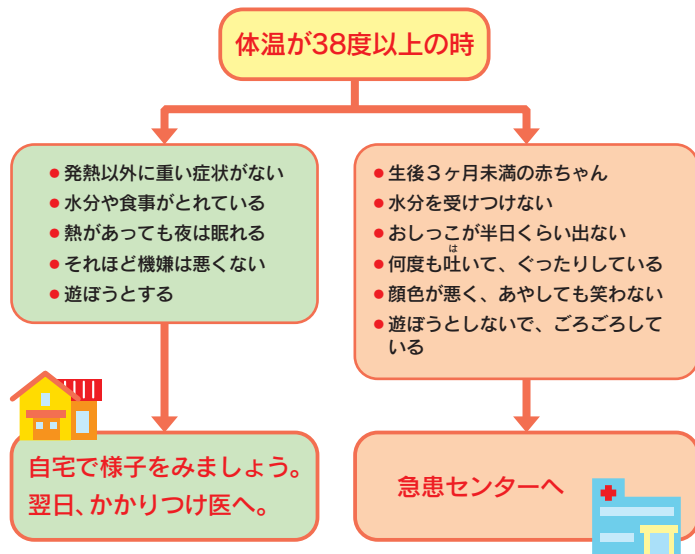 体温が38度以上の時
●発熱以外に重い症状がない
●水分や食事がとれている
●熱があっても夜は眠れる
●それほど機嫌は悪くない
●遊ぼうとする
●生後３ヶ月未満の赤ちゃん
●水分を受けつけない
●おしっこが半日くらい出ない
は
●何度も吐いて、ぐったりしている
●顔色が悪く、あやしても笑わない
●遊ぼうとしないで、ごろごろして
いる
自宅で様子をみましょう。
翌日、かかりつけ医へ。
急患センターへ